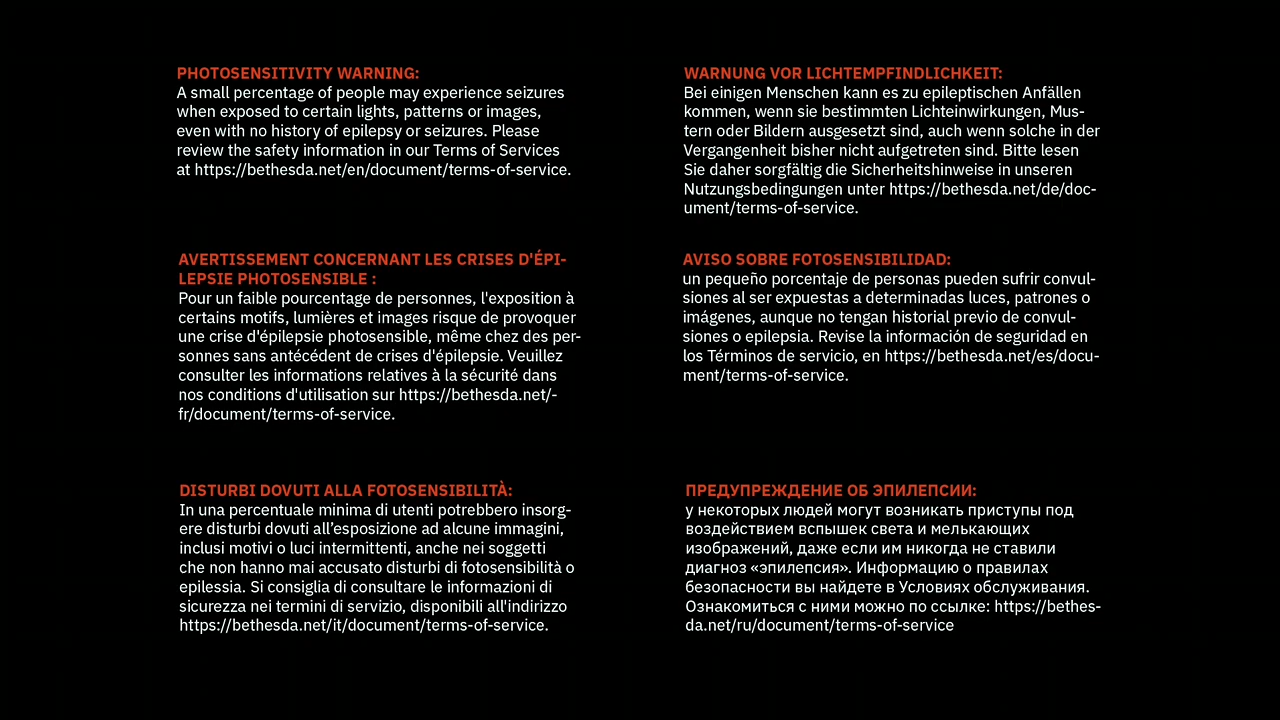 PHOTOSENSITIVITY WARNING:
A small percentage of people may experience seizures
when exposed to certain lights, patterns or images,
even with no history of epilepsy or seizures. Please
review the safety information in our Terms of Services
at https://bethesda.net/en/document/terms-of-service.
WARNUNG VOR LICHTEMPFINDLICHKEIT:
Bei einigen Menschen kann es zu epileptischen Anfällen
kommen, wenn sie bestimmten Lichteinwirkungen, Mus-
tern oder Bildern ausgesetzt sind, auch wenn solche in der
Vergangenheit bisher nicht aufgetreten sind. Bitte lesen
Sie daher sorgfältig die Sicherheitshinweise in unseren
Nutzungsbedingungen unter https://bethesda.net/de/doc-
ument/terms-of-service.
AVERTISSEMENT CONCERNANT LES CRISES D'ÉPI-
LEPSIE PHOTOSENSIBLE :
Pour un faible pourcentage de personnes, l'exposition à
certains motifs, lumières et images risque de provoquer
une crise d'épilepsie photosensible, même chez des per-
sonnes sans antécédent de crises d'épilepsie. Veuillez
consulter les informations relatives à la sécurité dans
nos conditions d'utilisation sur https://bethesda.net/-
fr/document/terms-of-service.
AVISO SOBRE FOTOSENSIBILIDAD:
un pequeño porcentaje de personas pueden sufrir convul-
siones al ser expuestas a determinadas luces, patrones o
imágenes, aunque no tengan historial previo de convul-
siones o epilepsia. Revise la información de seguridad en
los Términos de servicio, en https://bethesda.net/es/docu-
ment/terms-of-service.
DISTURBI DOVUTI ALLA FOTOSENSIBILITÀ:
In una percentuale minima di utenti potrebbero insorg-
ere disturbi dovuti all’esposizione ad alcune immagini,
inclusi motivi o luci intermittenti, anche nei soggetti
che non hanno mai accusato disturbi di fotosensibilità o
epilessia. Si consiglia di consultare le informazioni di
sicurezza nei termini di servizio, disponibili all'indirizzo
https://bethesda.net/it/document/terms-of-service.
ПРЕДУПРЕЖДЕНИЕ ОБ ЭПИЛЕПСИИ:
у некоторых людей могут возникать приступы под
воздействием вспышек света и мелькающих
изображений, даже если им никогда не ставили
диагноз «эпилепсия». Информацию о правилах
безопасности вы найдете в Условиях обслуживания.
Ознакомиться с ними можно по ссылке: https://bethes-
da.net/ru/document/terms-of-service